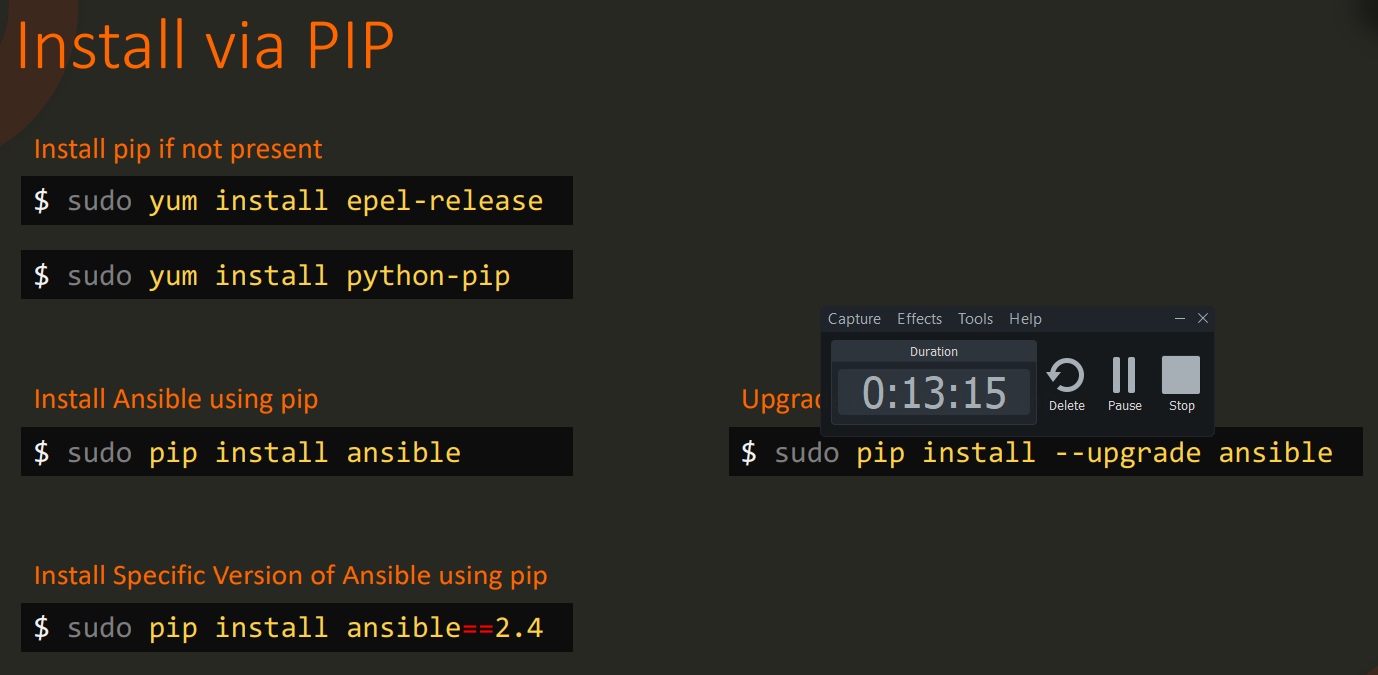 Install via PIP
Install pip if not present
$ sudo yum install epel-release
$ sudo yum install python-pip
Capture Effects Tools Help
Duration
0:13:15
Delete Pause Stop
Install Ansible using pip
$ sudo pip install ansible
$ sudo pip install --upgrade ansible
Install Specific Version of Ansible using pip
$ sudo pip install ansible==2.4